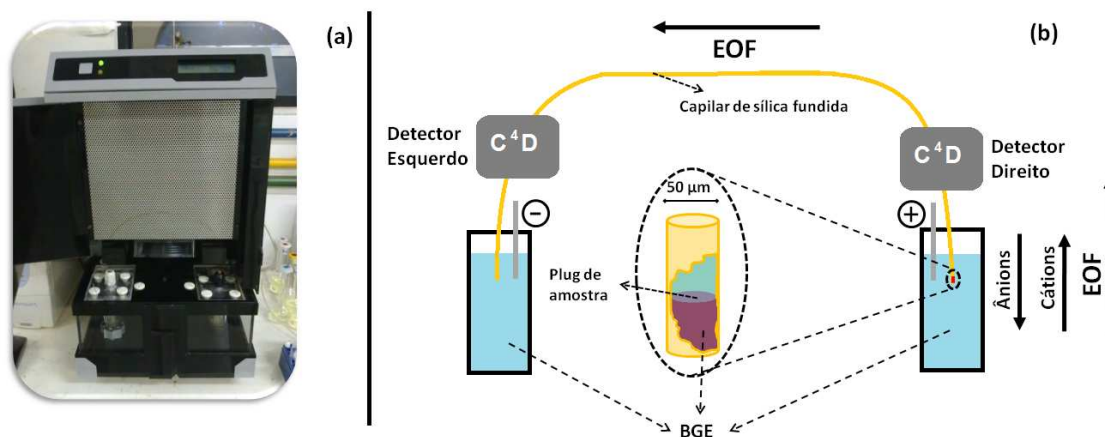 (a)
(b)
EOF
Capilar de sílica fundida
Detector
Esquerdo
C⁴D
C⁴D
Detector
Direito
50 µm
−
+
Plug de
amostra
Ânions
Cátions
EOF
BGE